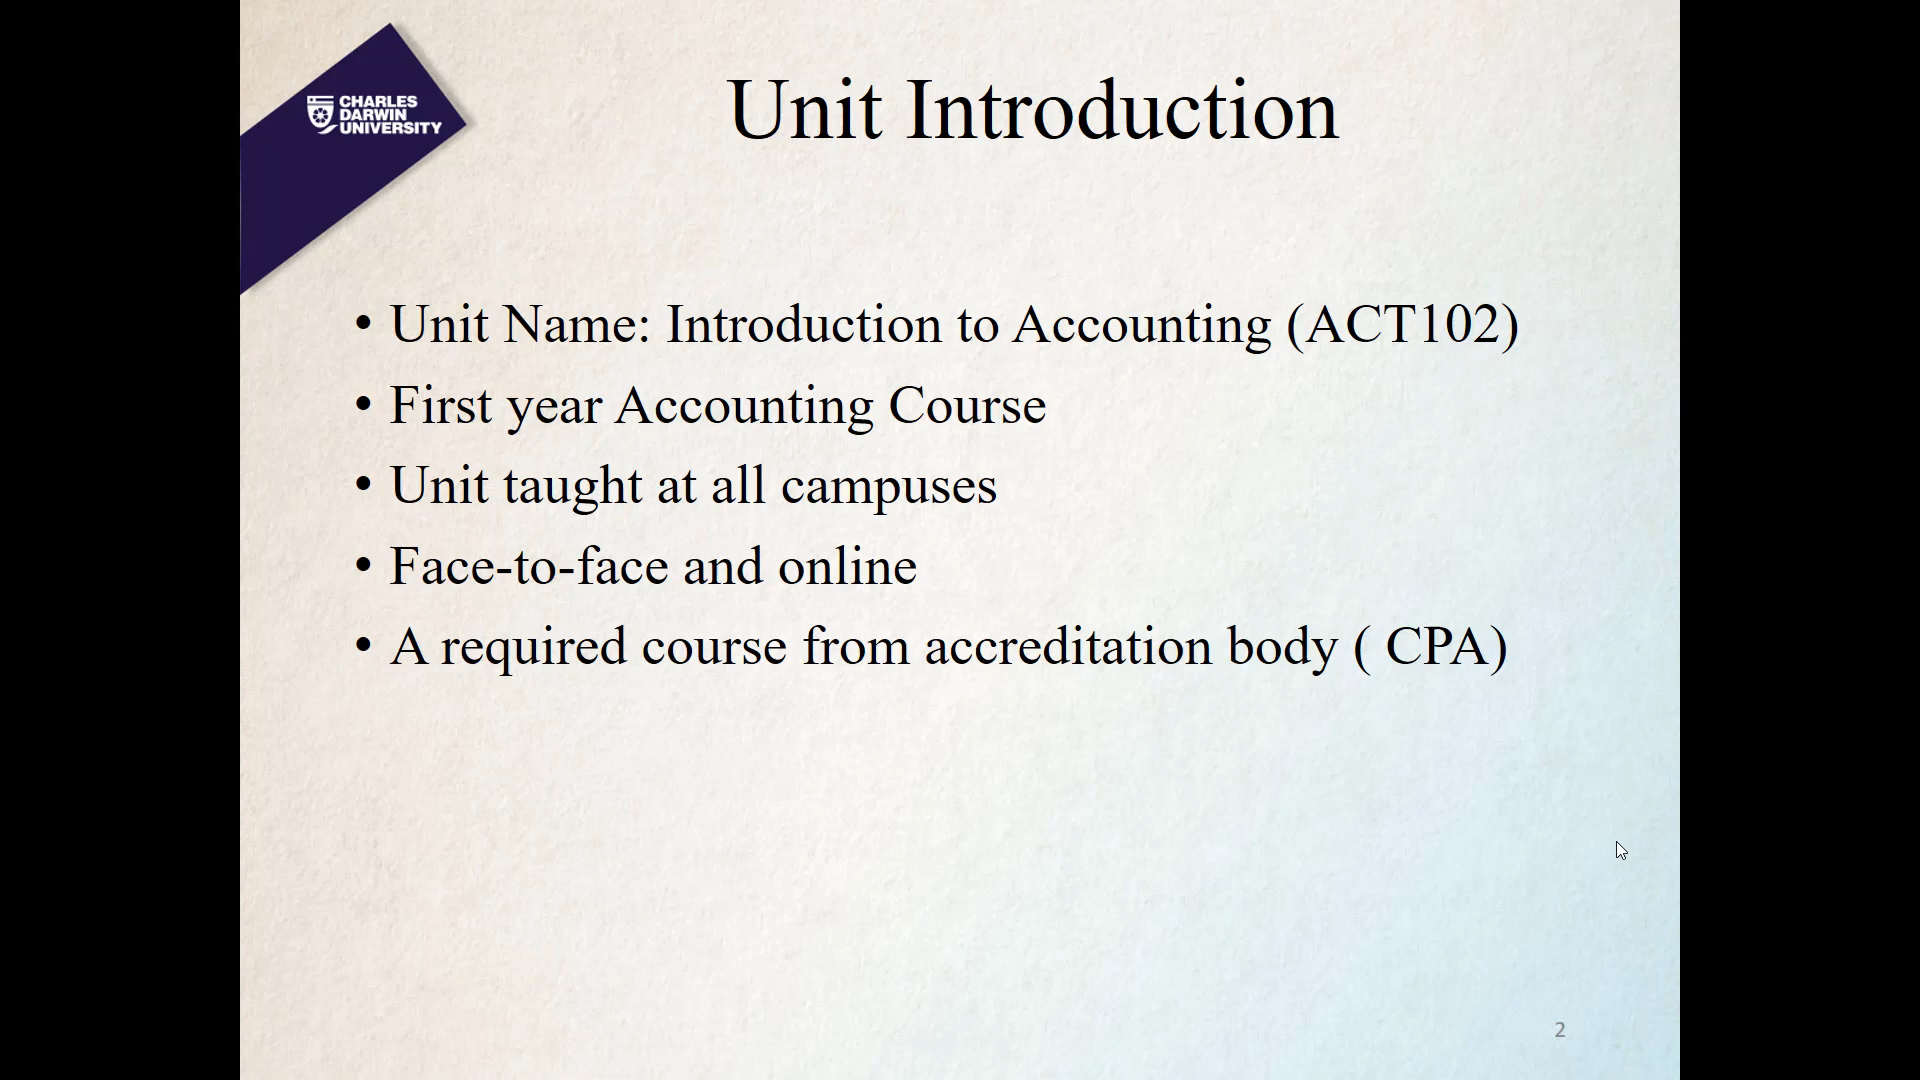 CHARLES
DARWIN
UNIVERSITY
Unit Introduction
• Unit Name: Introduction to Accounting (ACT102)
• First year Accounting Course
• Unit taught at all campuses
• Face-to-face and online
• A required course from accreditation body ( CPA)
2